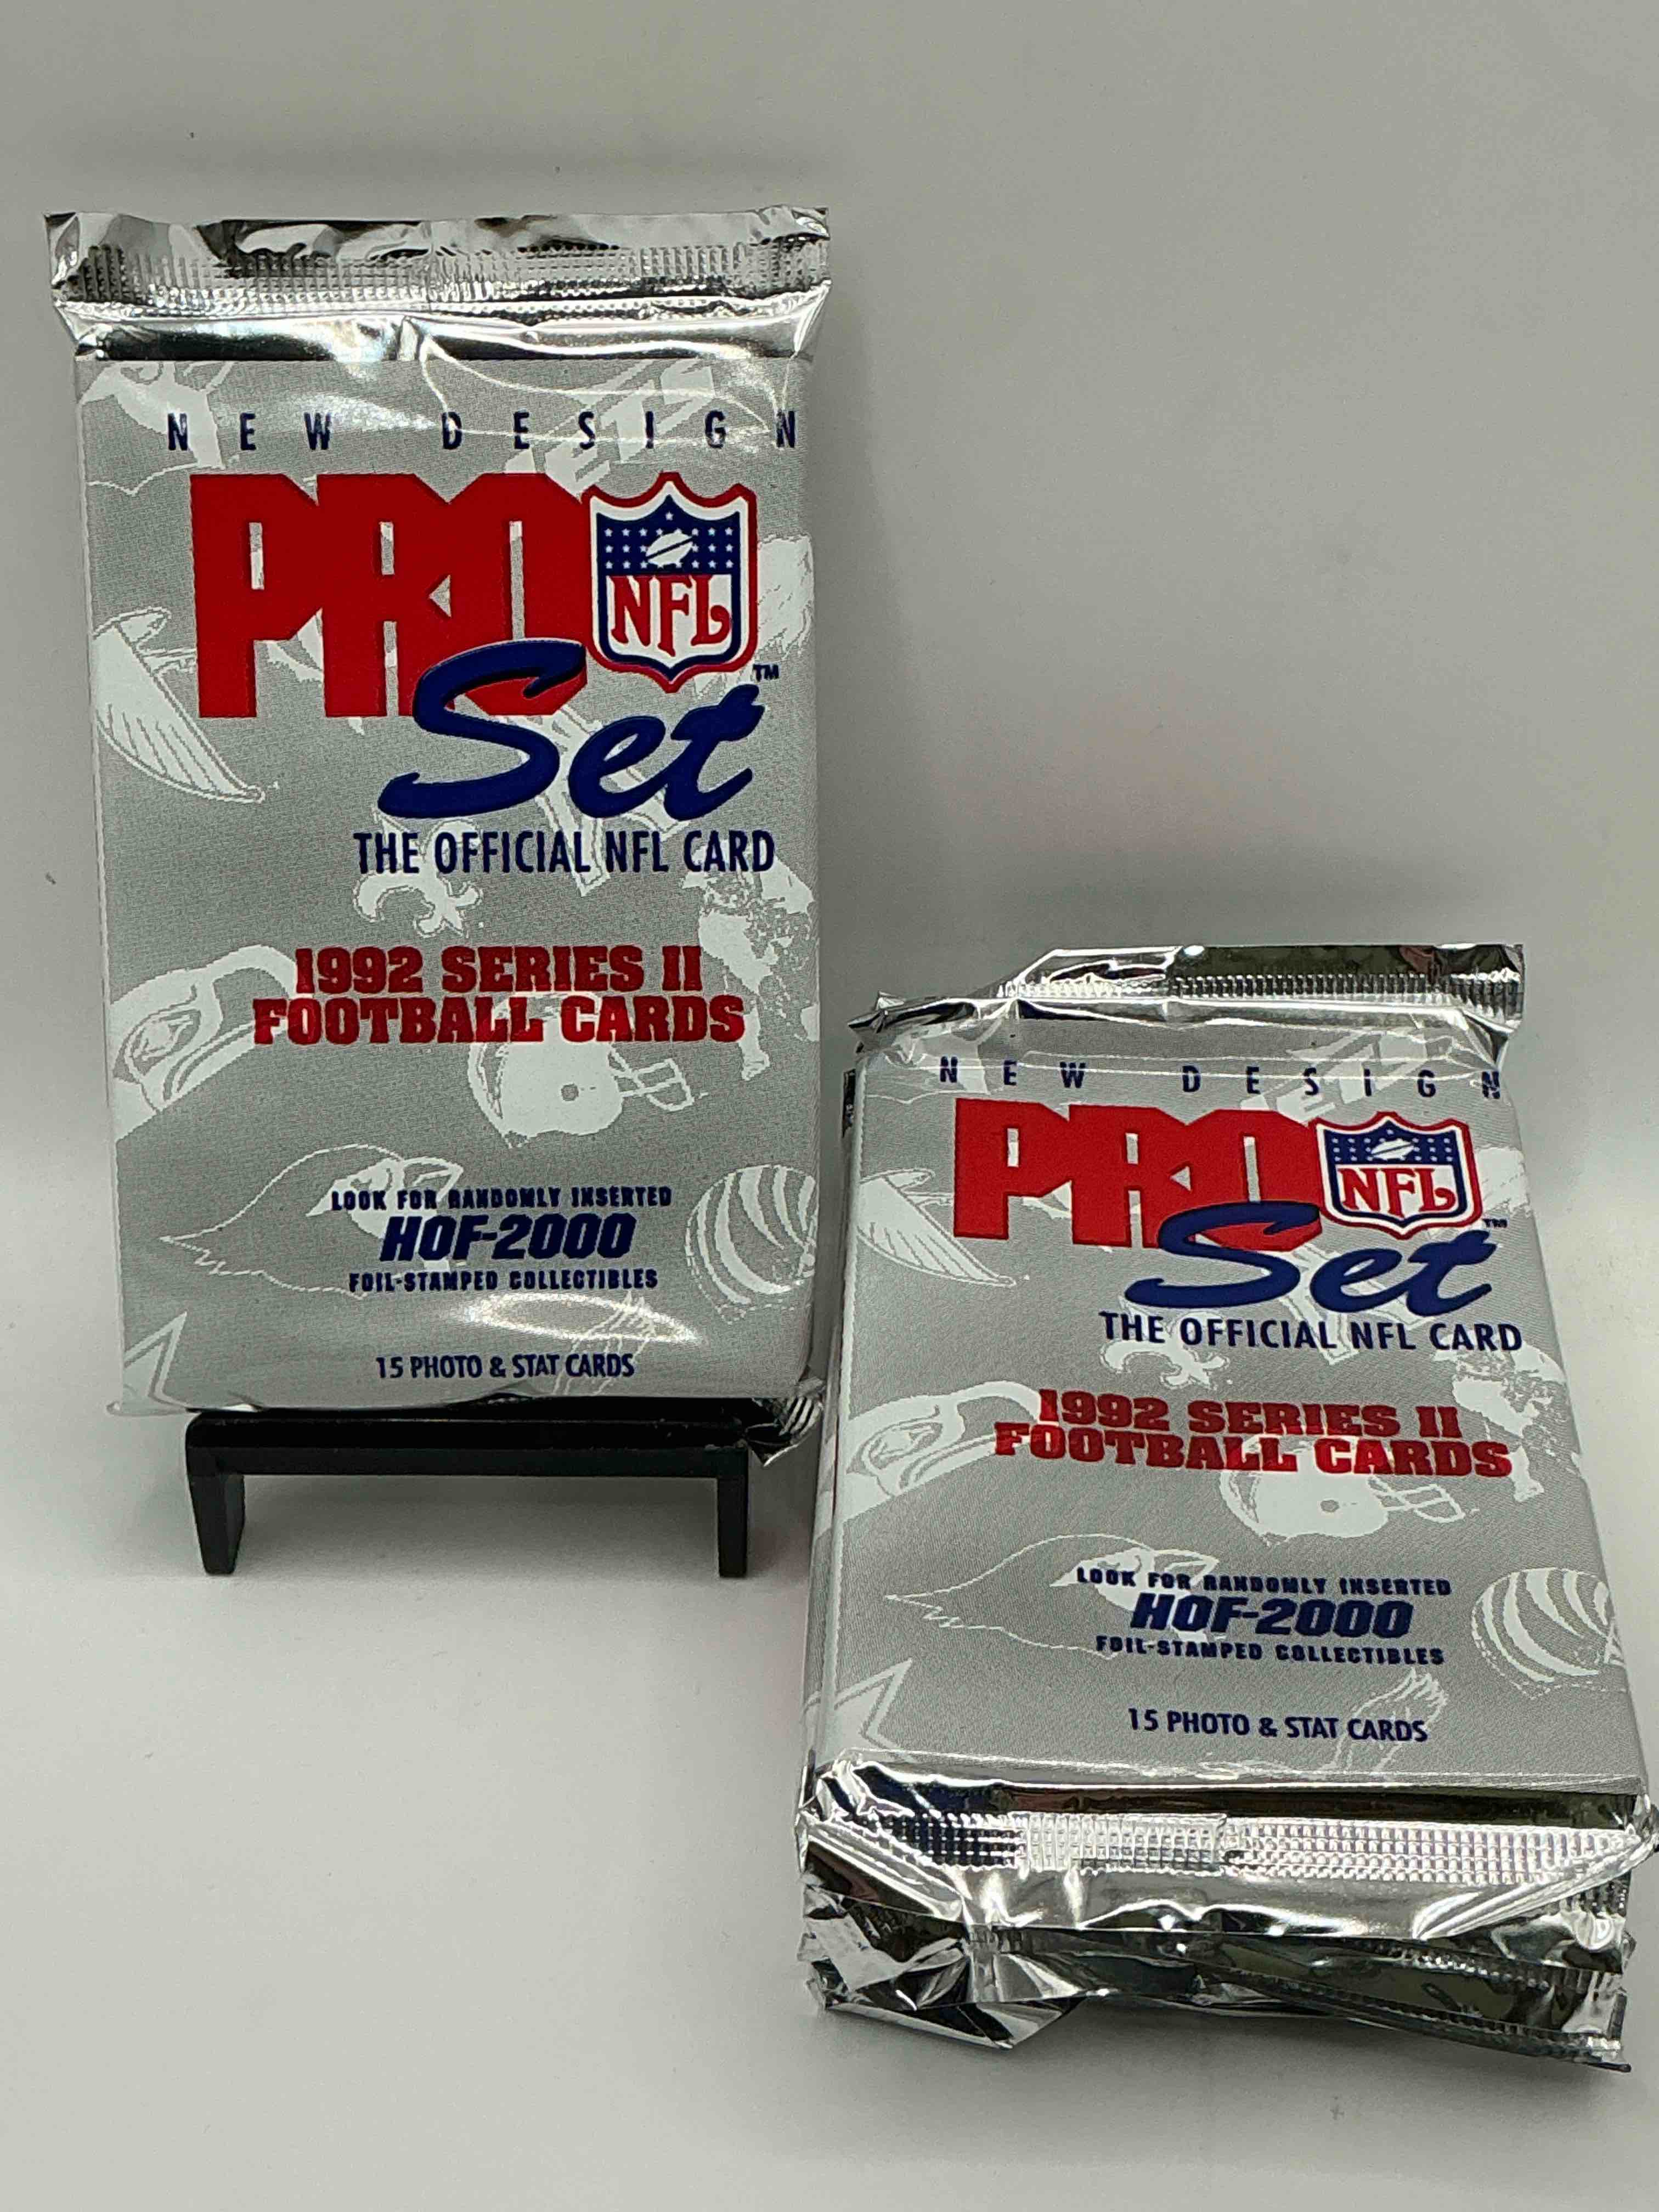 NEW DESIGN
PRO
NFL
Set™
THE OFFICIAL NFL CARD
1992 SERIES II
FOOTBALL CARDS
LOOK FOR RANDOMLY INSERTED
HOF-2000
FOIL-STAMPED COLLECTIBLES
15 PHOTO & STAT CARDS
NEW DESIGN
PRO
NFL
Set™
THE OFFICIAL NFL CARD
1992 SERIES II
FOOTBALL CARDS
LOOK FOR RANDOMLY INSERTED
HOF-2000
FOIL-STAMPED COLLECTIBLES
15 PHOTO & STAT CARDS